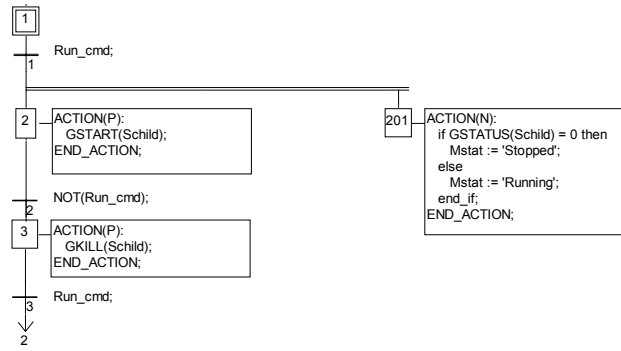 1
Run_cmd;
1
2
ACTION(P):
GSTART(Schild);
END_ACTION;
201
ACTION(N):
if GSTATUS(Schild) = 0 then
Mstat := 'Stopped';
else
Mstat := 'Running';
end_if;
END_ACTION;
NOT(Run_cmd);
2
3
ACTION(P):
GKILL(Schild);
END_ACTION;
Run_cmd;
3
2